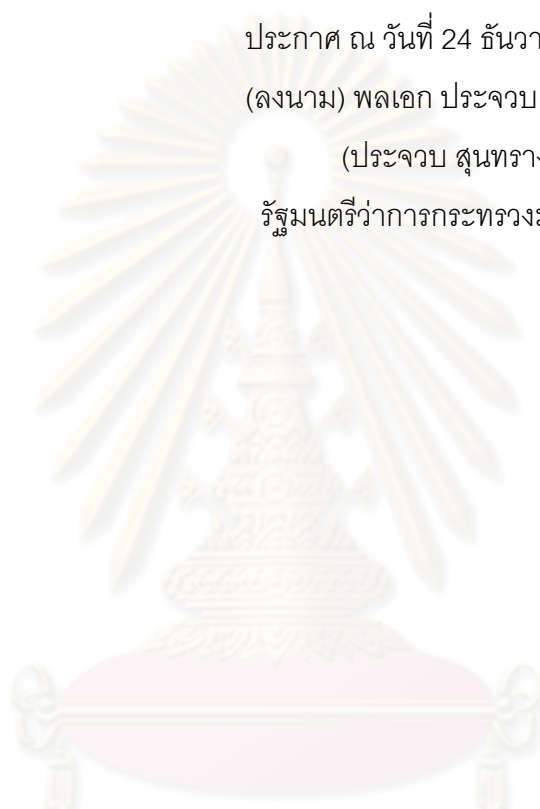 ประกาศ ณ วันที่ 24 ธันวา
(ลงนาม) พลเอก ประจวบ
(ประจวบ สุนทราง
รัฐมนตรีว่าการกระทรวง